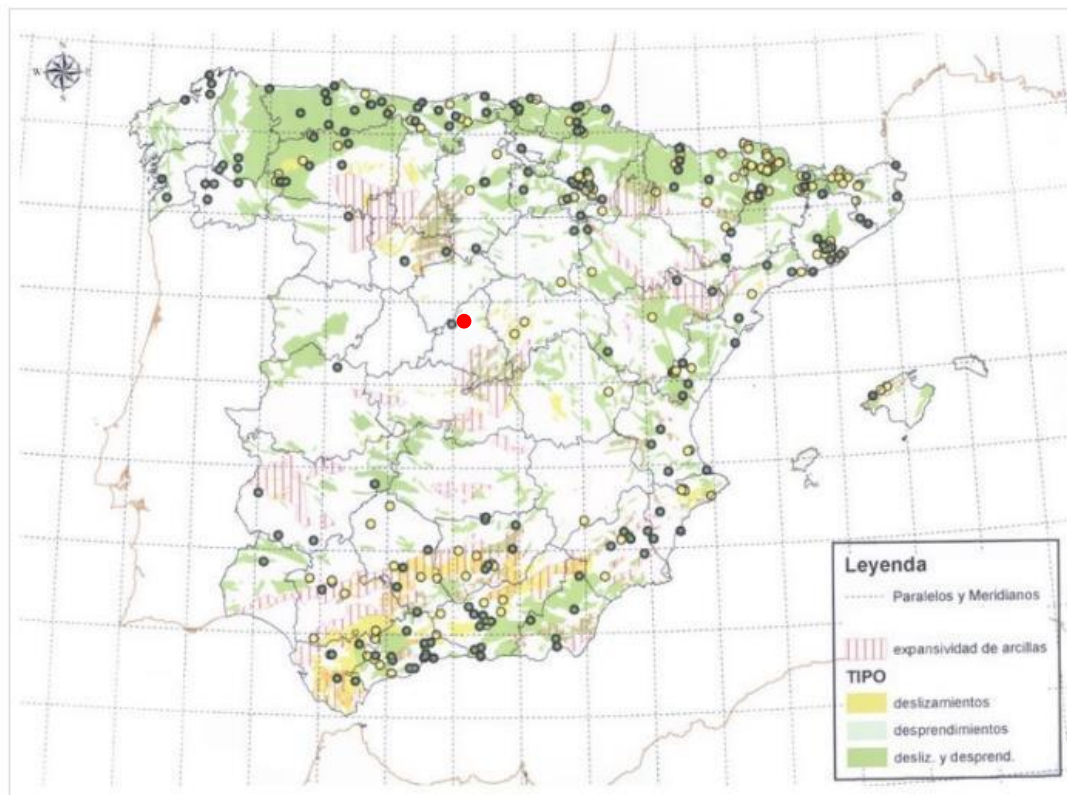 N
W
E
S
Leyenda
Paralelos y Meridianos
expansividad de arcillas
TIPO
deslizamientos
desprendimientos
desliz. y desprend.